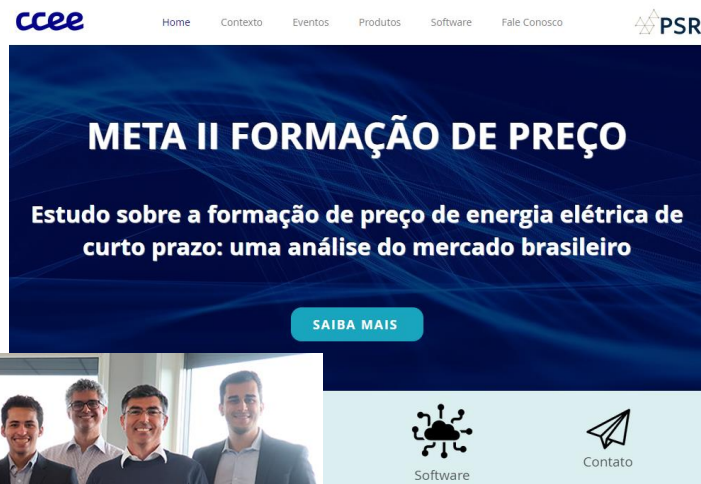 ccee
Home Contexto Eventos Produtos Software Fale Conosco
PSR
META II FORMAÇÃO DE PREÇO
Estudo sobre a formação de preço de energia elétrica de
curto prazo: uma análise do mercado brasileiro
SAIBA MAIS
Software
Contato